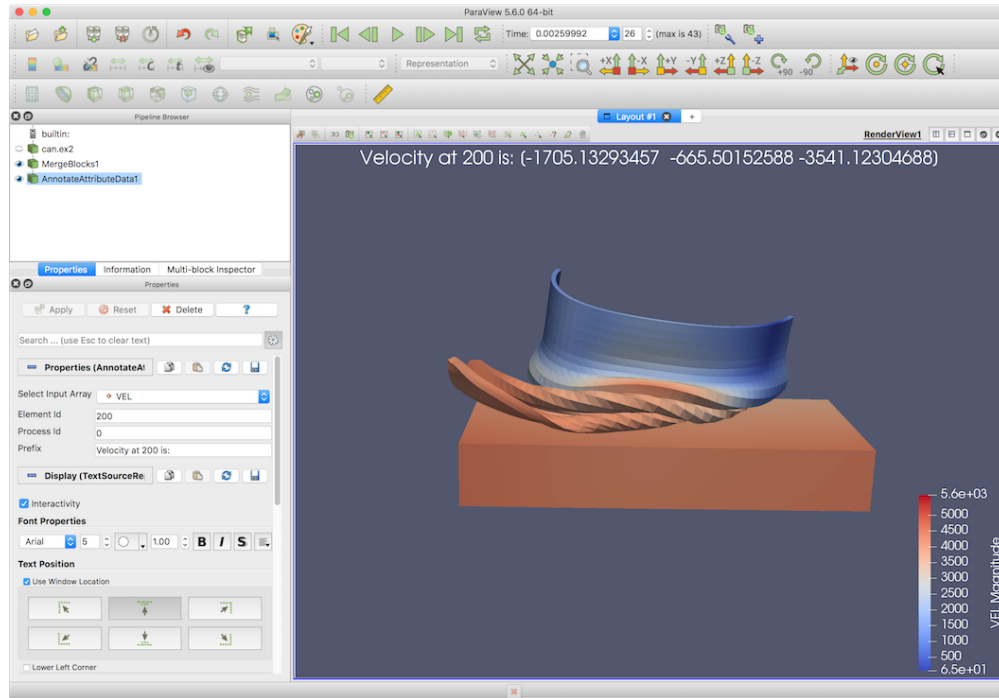 ParaView 5.6.0 64-bit
Time: 0.00259992 26 (max is 43)
Representation +X -X +Y -Y +Z -Z +90 -90
Pipeline Browser
Layout #1 +
builtin:
can.ex2
MergeBlocks1
AnnotateAttributeData1
3D
RenderView1
Velocity at 200 is: (-1705.13293457 -665.50152588 -3541.12304688)
Properties Information Multi-block Inspector
Properties
Apply Reset Delete ?
Search ... (use Esc to clear text)
Properties (AnnotateAt
Select Input Array VEL
Element Id 200
Process Id 0
Prefix Velocity at 200 is:
Display (TextSourceRe
Interactivity
Font Properties
Arial 5 1.00 B I S
Text Position
Use Window Location
Lower Left Corner
5.6e+03
5000
4500
4000
3500
3000
2500
2000
1500
1000
500
6.5e+01
VEL Magnitude